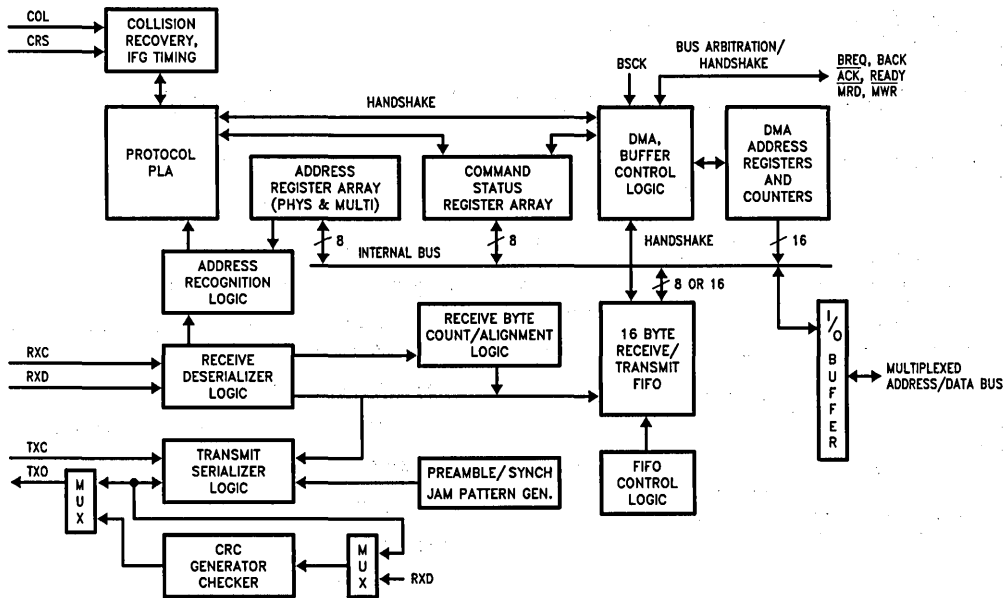 COL
CRS
COLLISION
RECOVERY,
IFG TIMING
BUS ARBITRATION/
HANDSHAKE
BSCK
BREQ, BACK
ACK, READY
MRD, MWR
HANDSHAKE
PROTOCOL
PLA
ADDRESS
REGISTER ARRAY
(PHYS & MULTI)
COMMAND
STATUS
REGISTER ARRAY
DMA,
BUFFER
CONTROL
LOGIC
DMA
ADDRESS
REGISTERS
AND
COUNTERS
8
8
HANDSHAKE
16
INTERNAL BUS
ADDRESS
RECOGNITION
LOGIC
8 OR 16
RECEIVE BYTE
COUNT/ALIGNMENT
LOGIC
16 BYTE
RECEIVE/
TRANSMIT
FIFO
I/O
BUFFER
MULTIPLEXED
ADDRESS/DATA BUS
RXC
RXD
RECEIVE
DESERIALIZER
LOGIC
TXC
TXO
MUX
TRANSMIT
SERIALIZER
LOGIC
PREAMBLE/SYNCH
JAM PATTERN GEN.
FIFO
CONTROL
LOGIC
CRC
GENERATOR
CHECKER
MUX
RXD